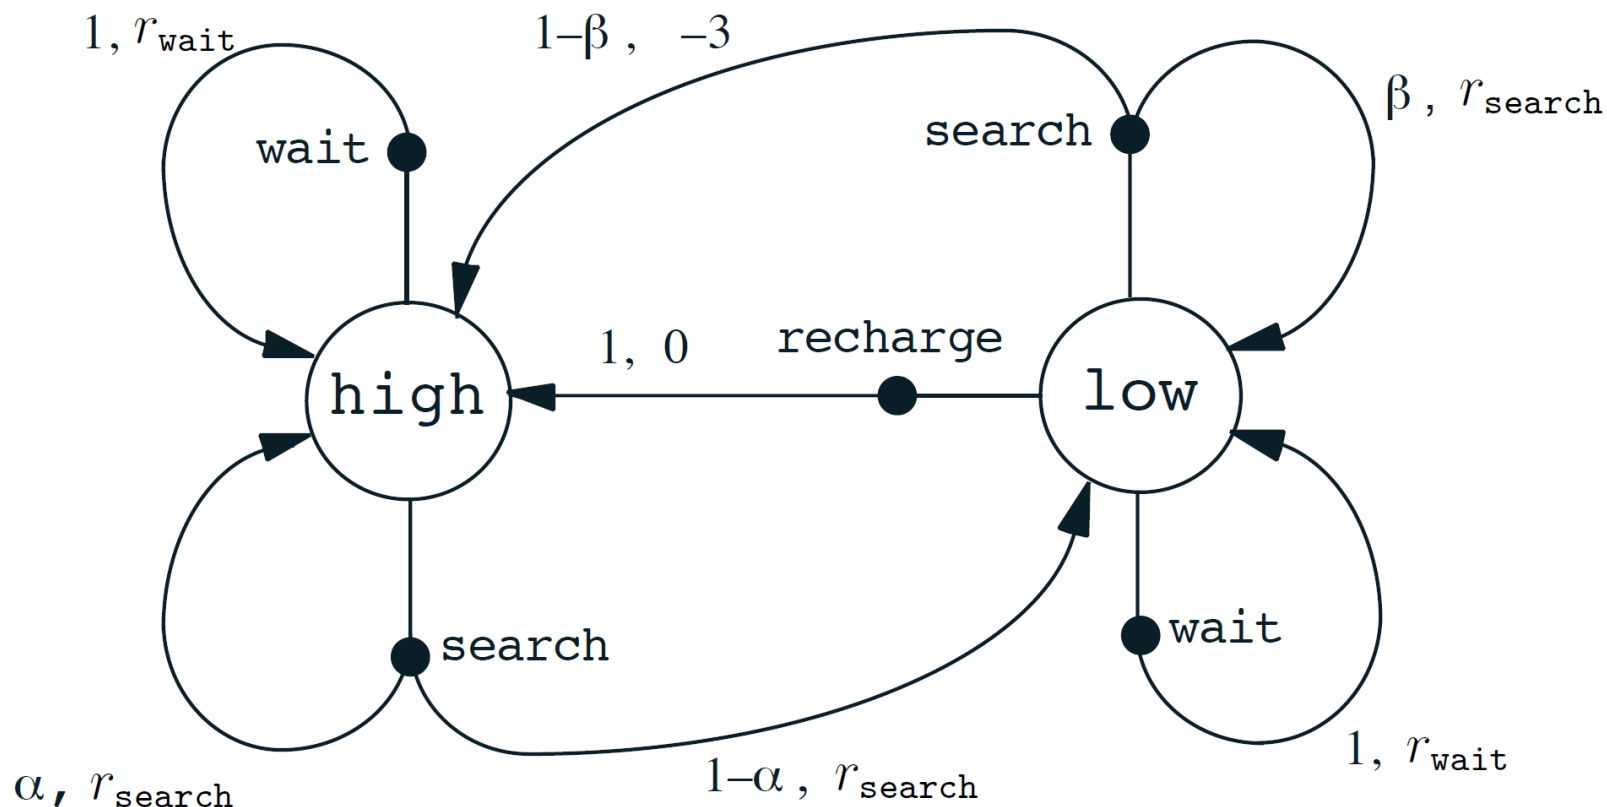 1, r_wait
1–β , –3
β , r_search
wait
search
1, 0
recharge
high
low
search
wait
α, r_search
1–α , r_search
1, r_wait